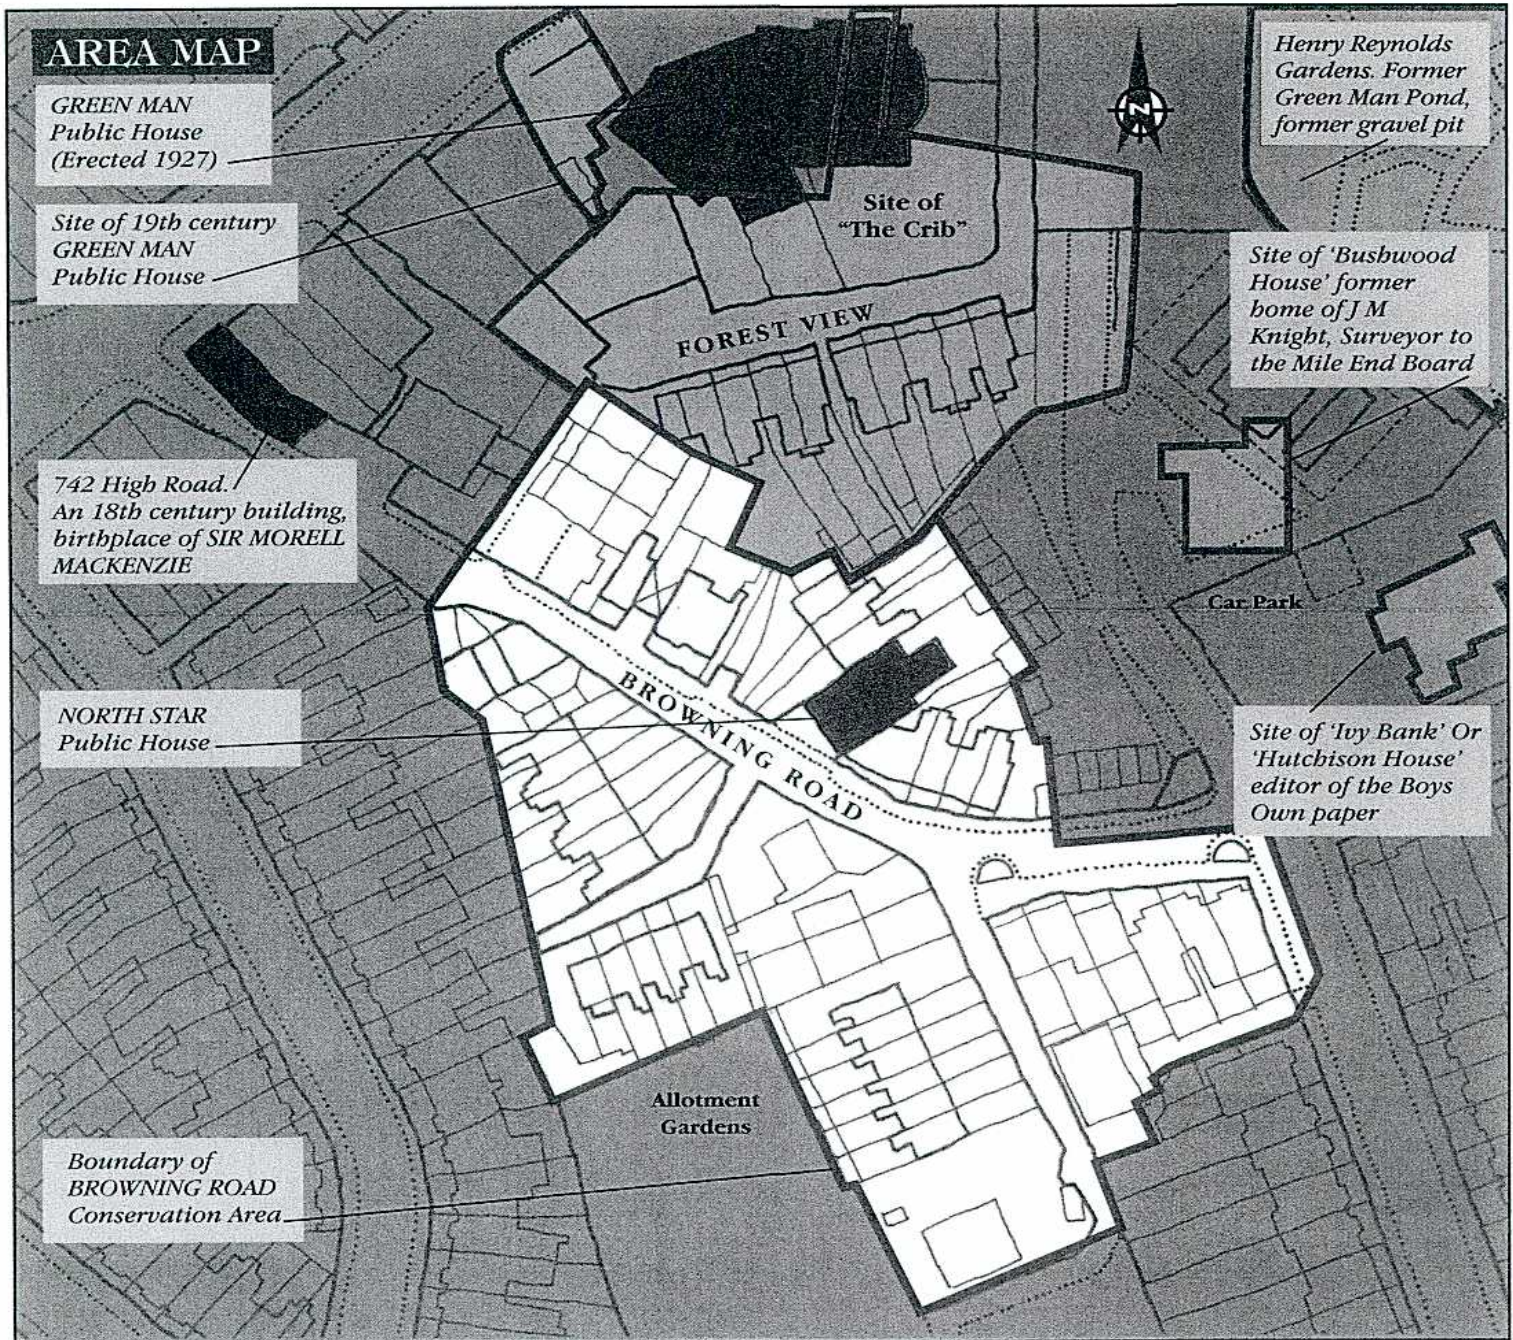 AREA MAP
GREEN MAN
Public House
(Erected 1927)
Site of 19th century
GREEN MAN
Public House
742 High Road.
An 18th century building,
birthplace of SIR MORELL
MACKENZIE
NORTH STAR
Public House
Boundary of
BROWNING ROAD
Conservation Area
Site of
"The Crib"
FOREST VIEW
BROWNING ROAD
Allotment
Gardens
N
Henry Reynolds
Gardens. Former
Green Man Pond,
former gravel pit
Site of 'Bushwood
House' former
home of J M
Knight, Surveyor to
the Mile End Board
Car Park
Site of 'Ivy Bank' Or
'Hutchison House'
editor of the Boys
Own paper